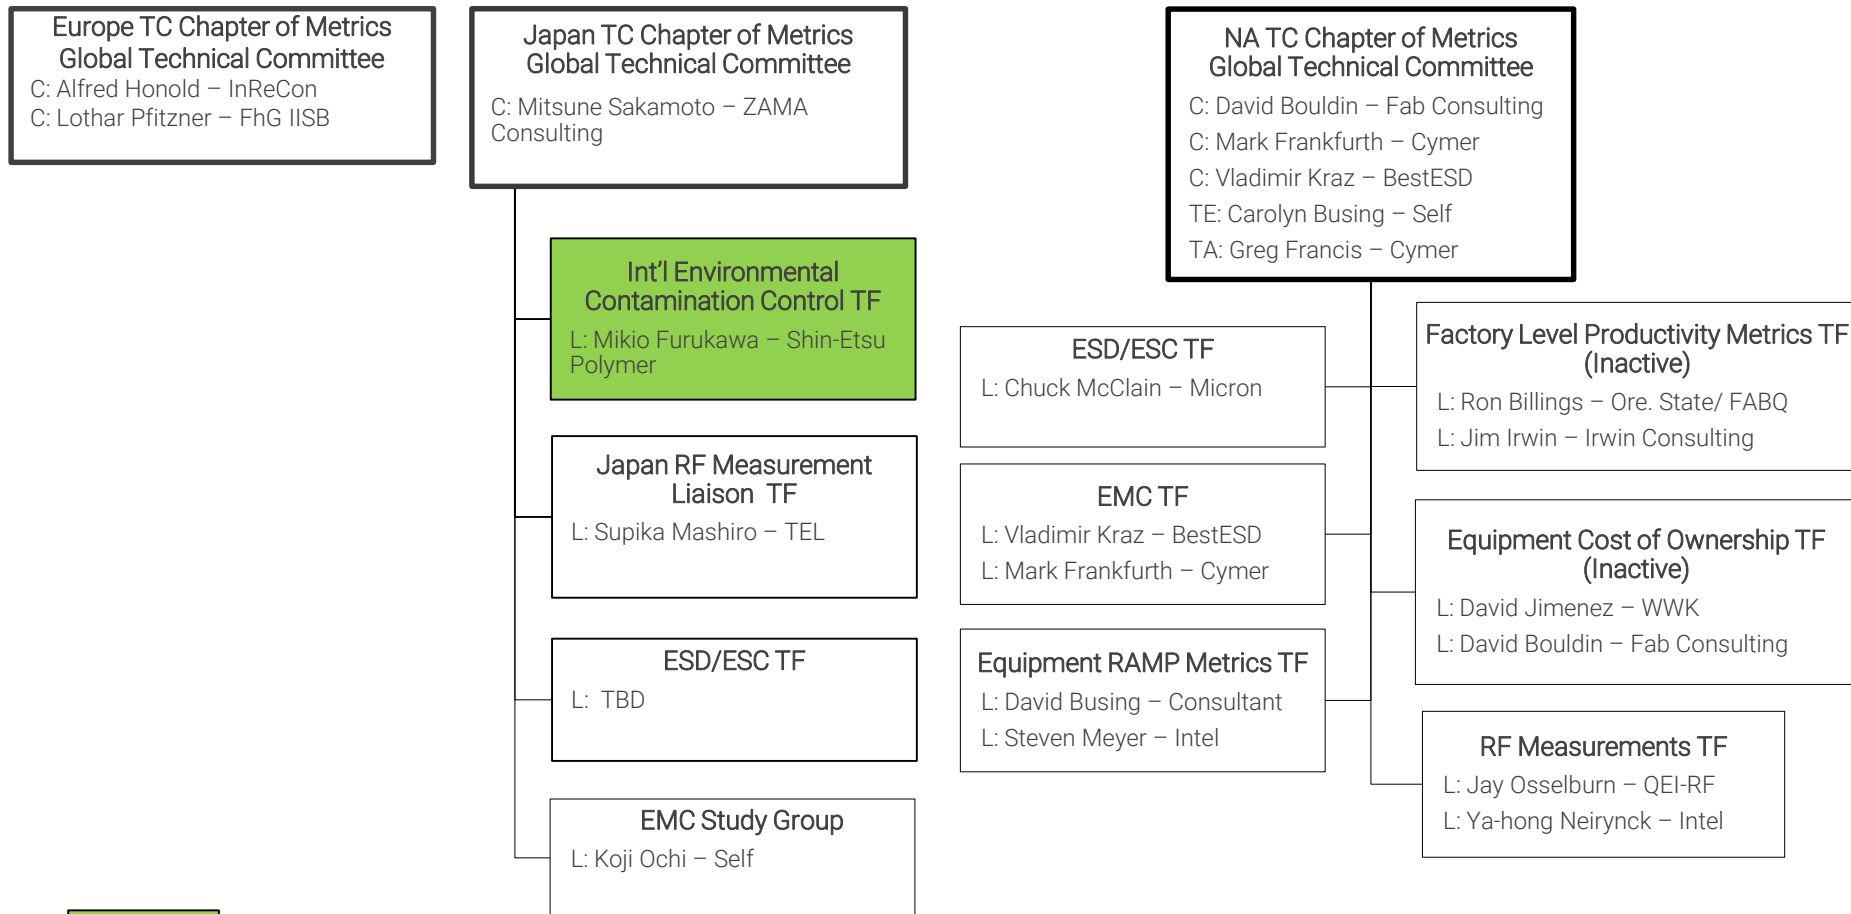 Europe TC Chapter of Metrics
Global Technical Committee
C: Alfred Honold – InReCon
C: Lothar Pfitzner – FhG IISB
Japan TC Chapter of Metrics
Global Technical Committee
C: Mitsune Sakamoto – ZAMA
Consulting
Int'l Environmental
Contamination Control TF
L: Mikio Furukawa – Shin-Etsu
Polymer
Japan RF Measurement
Liaison TF
L: Supika Mashiro – TEL
ESD/ESC TF
L: TBD
EMC Study Group
L: Koji Ochi – Self
NA TC Chapter of Metrics
Global Technical Committee
C: David Bouldin – Fab Consulting
C: Mark Frankfurth – Cymer
C: Vladimir Kraz – BestESD
TE: Carolyn Busing – Self
TA: Greg Francis – Cymer
ESD/ESC TF
L: Chuck McClain – Micron
EMC TF
L: Vladimir Kraz – BestESD
L: Mark Frankfurth – Cymer
Equipment RAMP Metrics TF
L: David Busing – Consultant
L: Steven Meyer – Intel
Factory Level Productivity Metrics TF
(Inactive)
L: Ron Billings – Ore. State/ FABQ
L: Jim Irwin – Irwin Consulting
Equipment Cost of Ownership TF
(Inactive)
L: David Jimenez – WWK
L: David Bouldin – Fab Consulting
RF Measurements TF
L: Jay Osselburn – QEI-RF
L: Ya-hong Neirynck – Intel